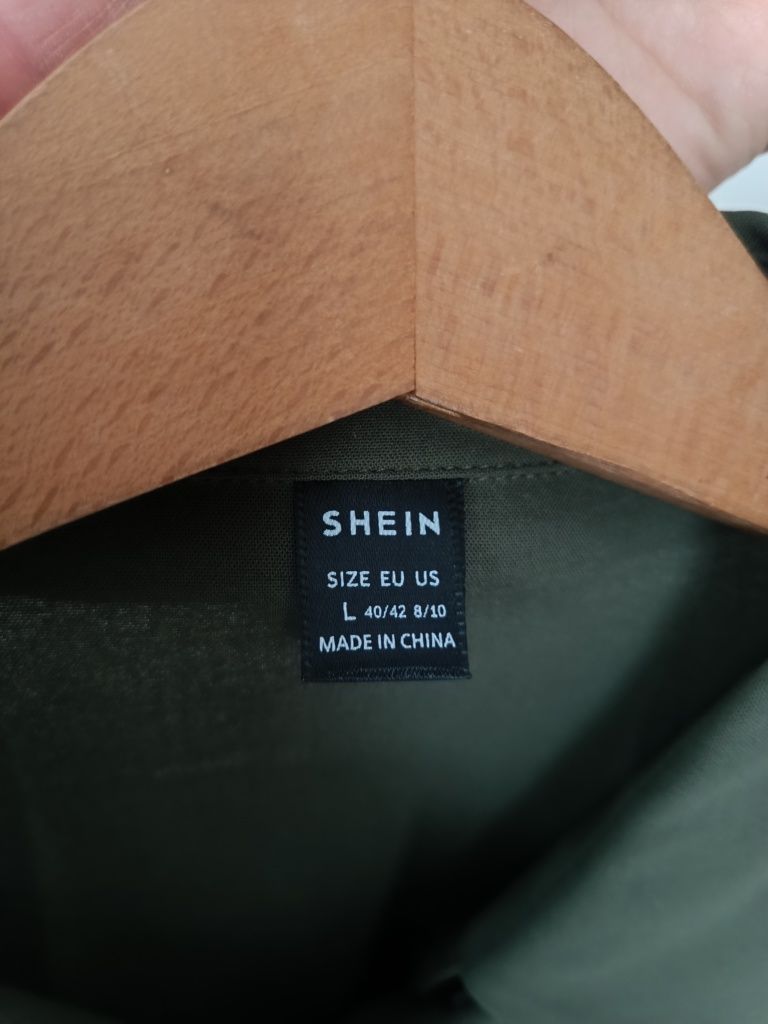 SHEIN
SIZE EU US
L 40/42 8/10
MADE IN CHINA